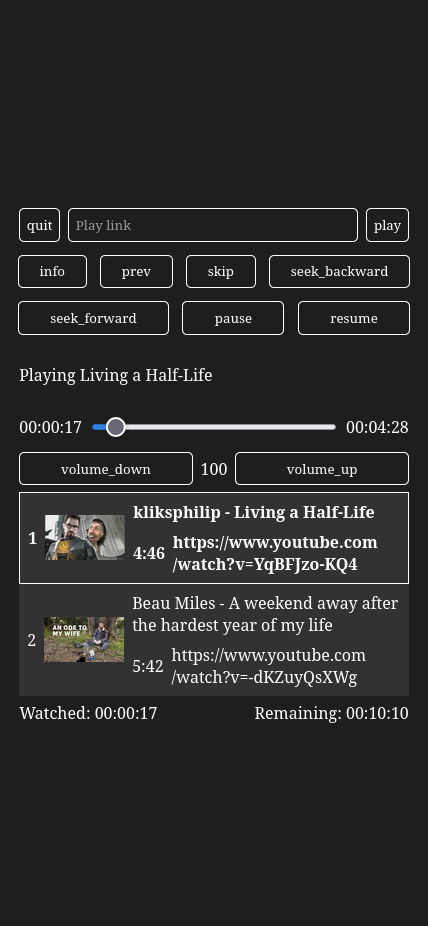 quit Play link play
info prev skip seek_backward
seek_forward pause resume
Playing Living a Half-Life
00:00:17 00:04:28
volume_down 100 volume_up
1
kliksphilip - Living a Half-Life
4:46
https://www.youtube.com
/watch?v=YqBFJzo-KQ4
2
AN ODE TO
MY WIFE
Beau Miles - A weekend away after
the hardest year of my life
5:42
https://www.youtube.com
/watch?v=-dKZuyQsXWg
Watched: 00:00:17 Remaining: 00:10:10